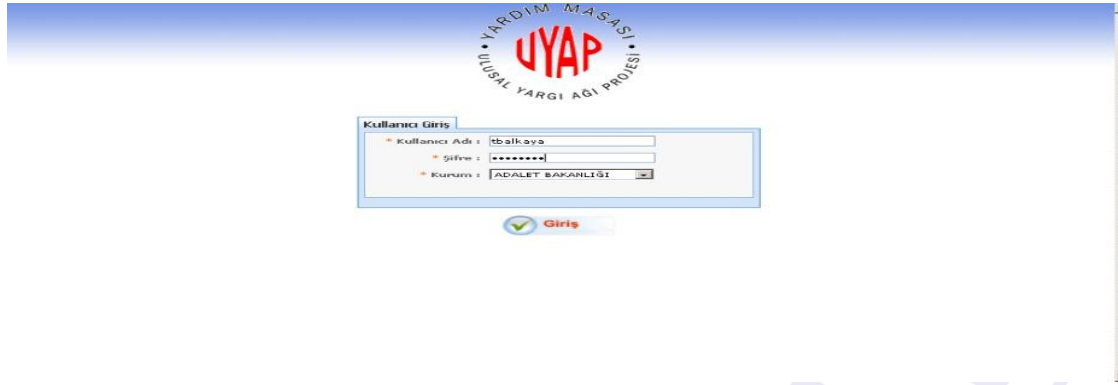 YARDIM MASASI
UYAP
• ULUSAL YARGI AĞI PROJESİ •
Kullanıcı Giriş
* Kullanıcı Adı : tbalkaya
* Şifre : ••••••••
* Kurum : ADALET BAKANLIĞI
Giriş